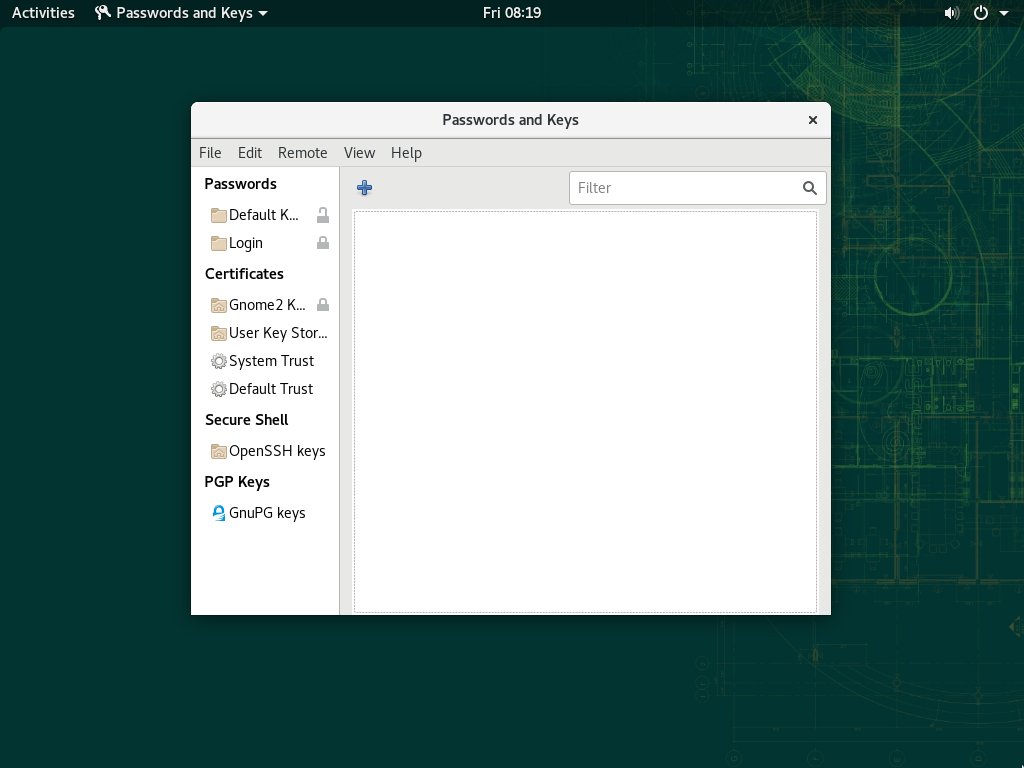 Activities Passwords and Keys Fri 08:19
Passwords and Keys
File Edit Remote View Help
Passwords
Filter
Default K...
Login
Certificates
Gnome2 K...
User Key Stor...
System Trust
Default Trust
Secure Shell
OpenSSH keys
PGP Keys
GnuPG keys